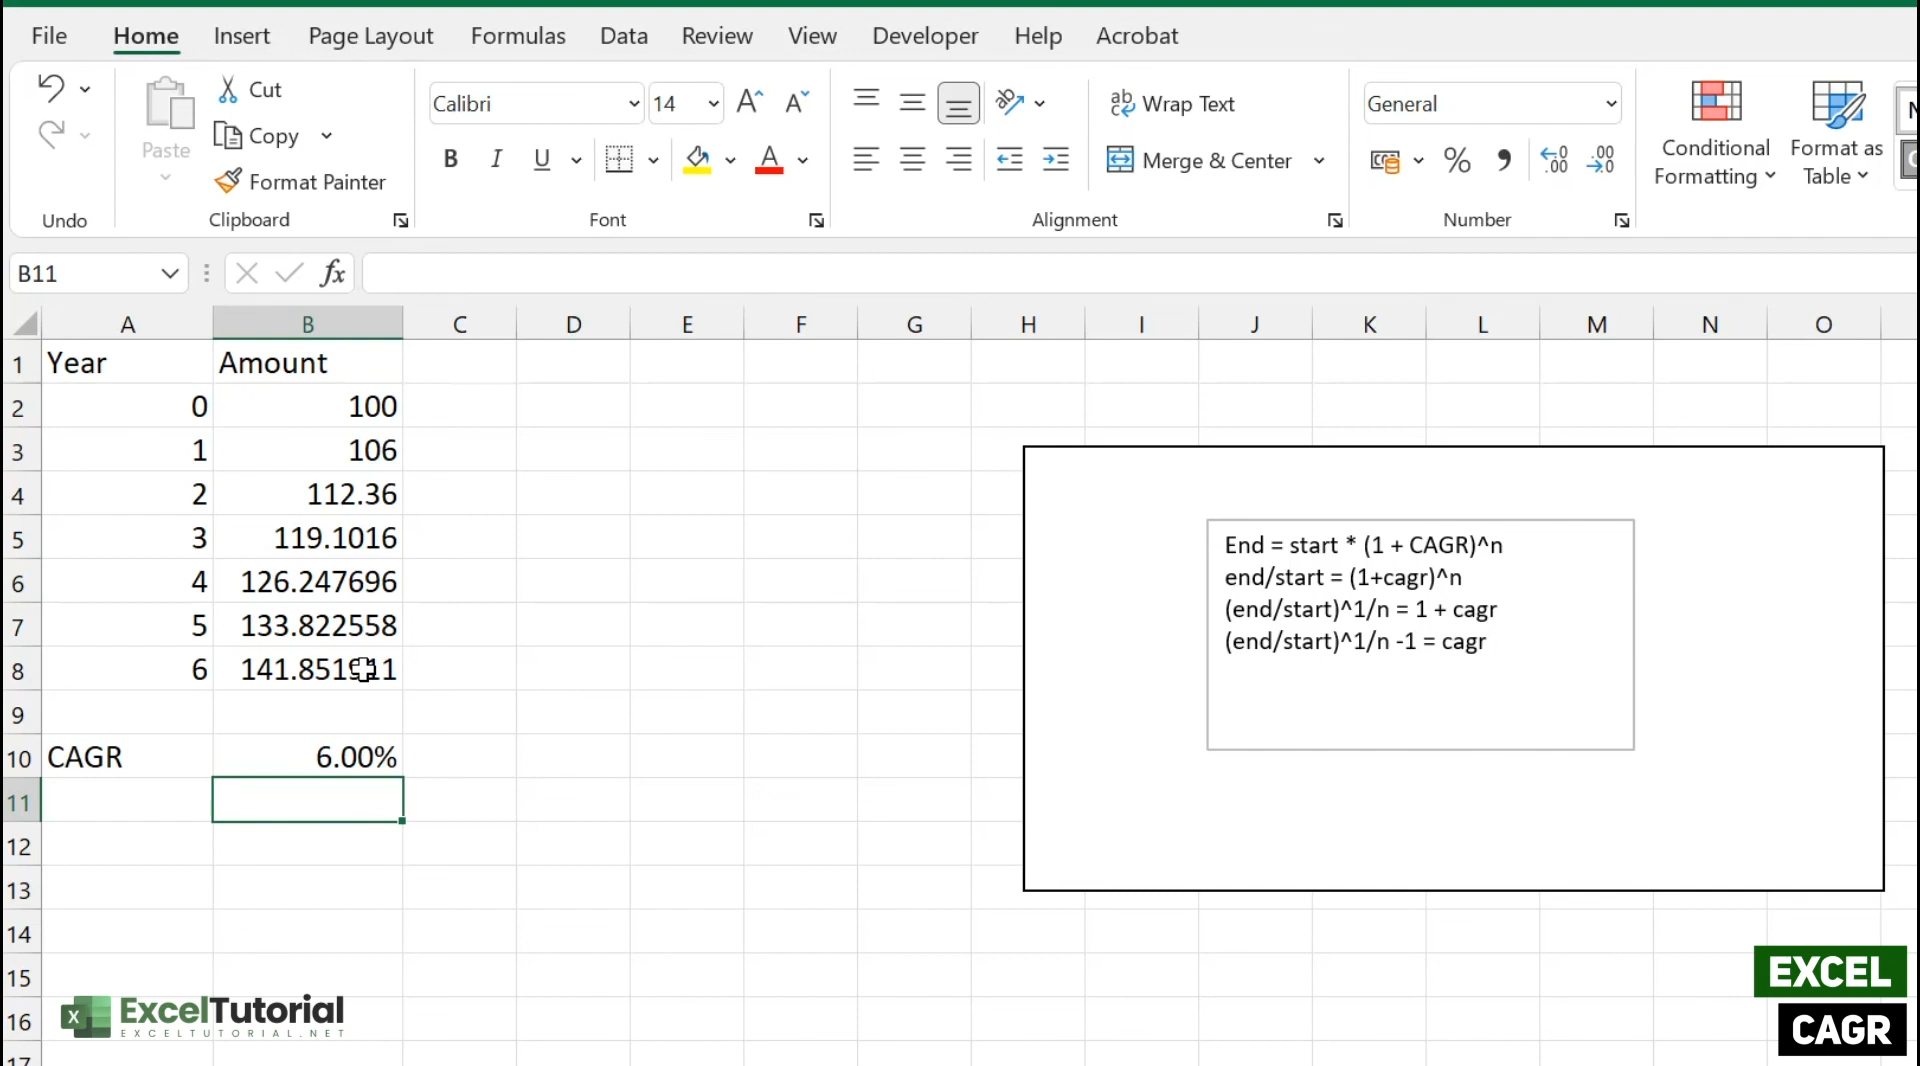 File Home Insert Page Layout Formulas Data Review View Developer Help Acrobat
Cut
Copy
Paste
Format Painter
Undo Clipboard
Calibri 14
B I U A
Font
Wrap Text
Merge & Center
Alignment
General
Number
Conditional Formatting
Format as Table
B11 fx
A B C D E F G H I J K L M N O
1 Year Amount
2 0 100
3 1 106
4 2 112.36
5 3 119.1016
6 4 126.247696
7 5 133.822558
8 6
9
10 CAGR 6.00%
11
12
13
14
15
16
17
End = start * (1 + CAGR)^n
end/start = (1+cagr)^n
(end/start)^1/n = 1 + cagr
(end/start)^1/n -1 = cagr
ExcelTutorial
EXCELTUTORIAL.NET
EXCEL
CAGR